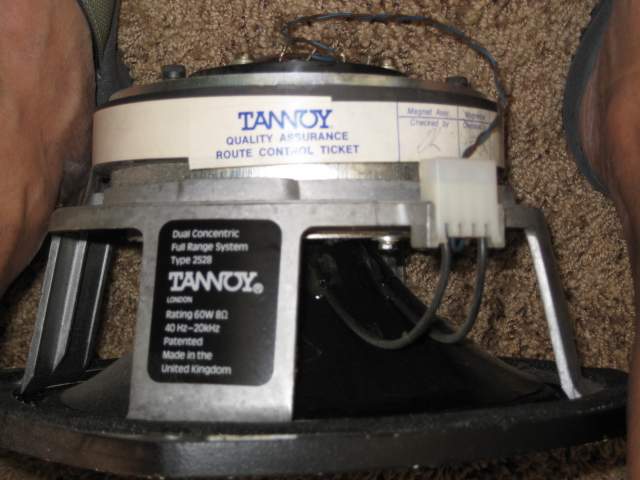 TANNOY
QUALITY ASSURANCE
ROUTE CONTROL TICKET
Magnet Assy.
Checked by
Dual Concentric
Full Range System
Type 2528
TANNOY®
LONDON
Rating 60W 8Ω
40 Hz–20kHz
Patented
Made in the
United Kingdom